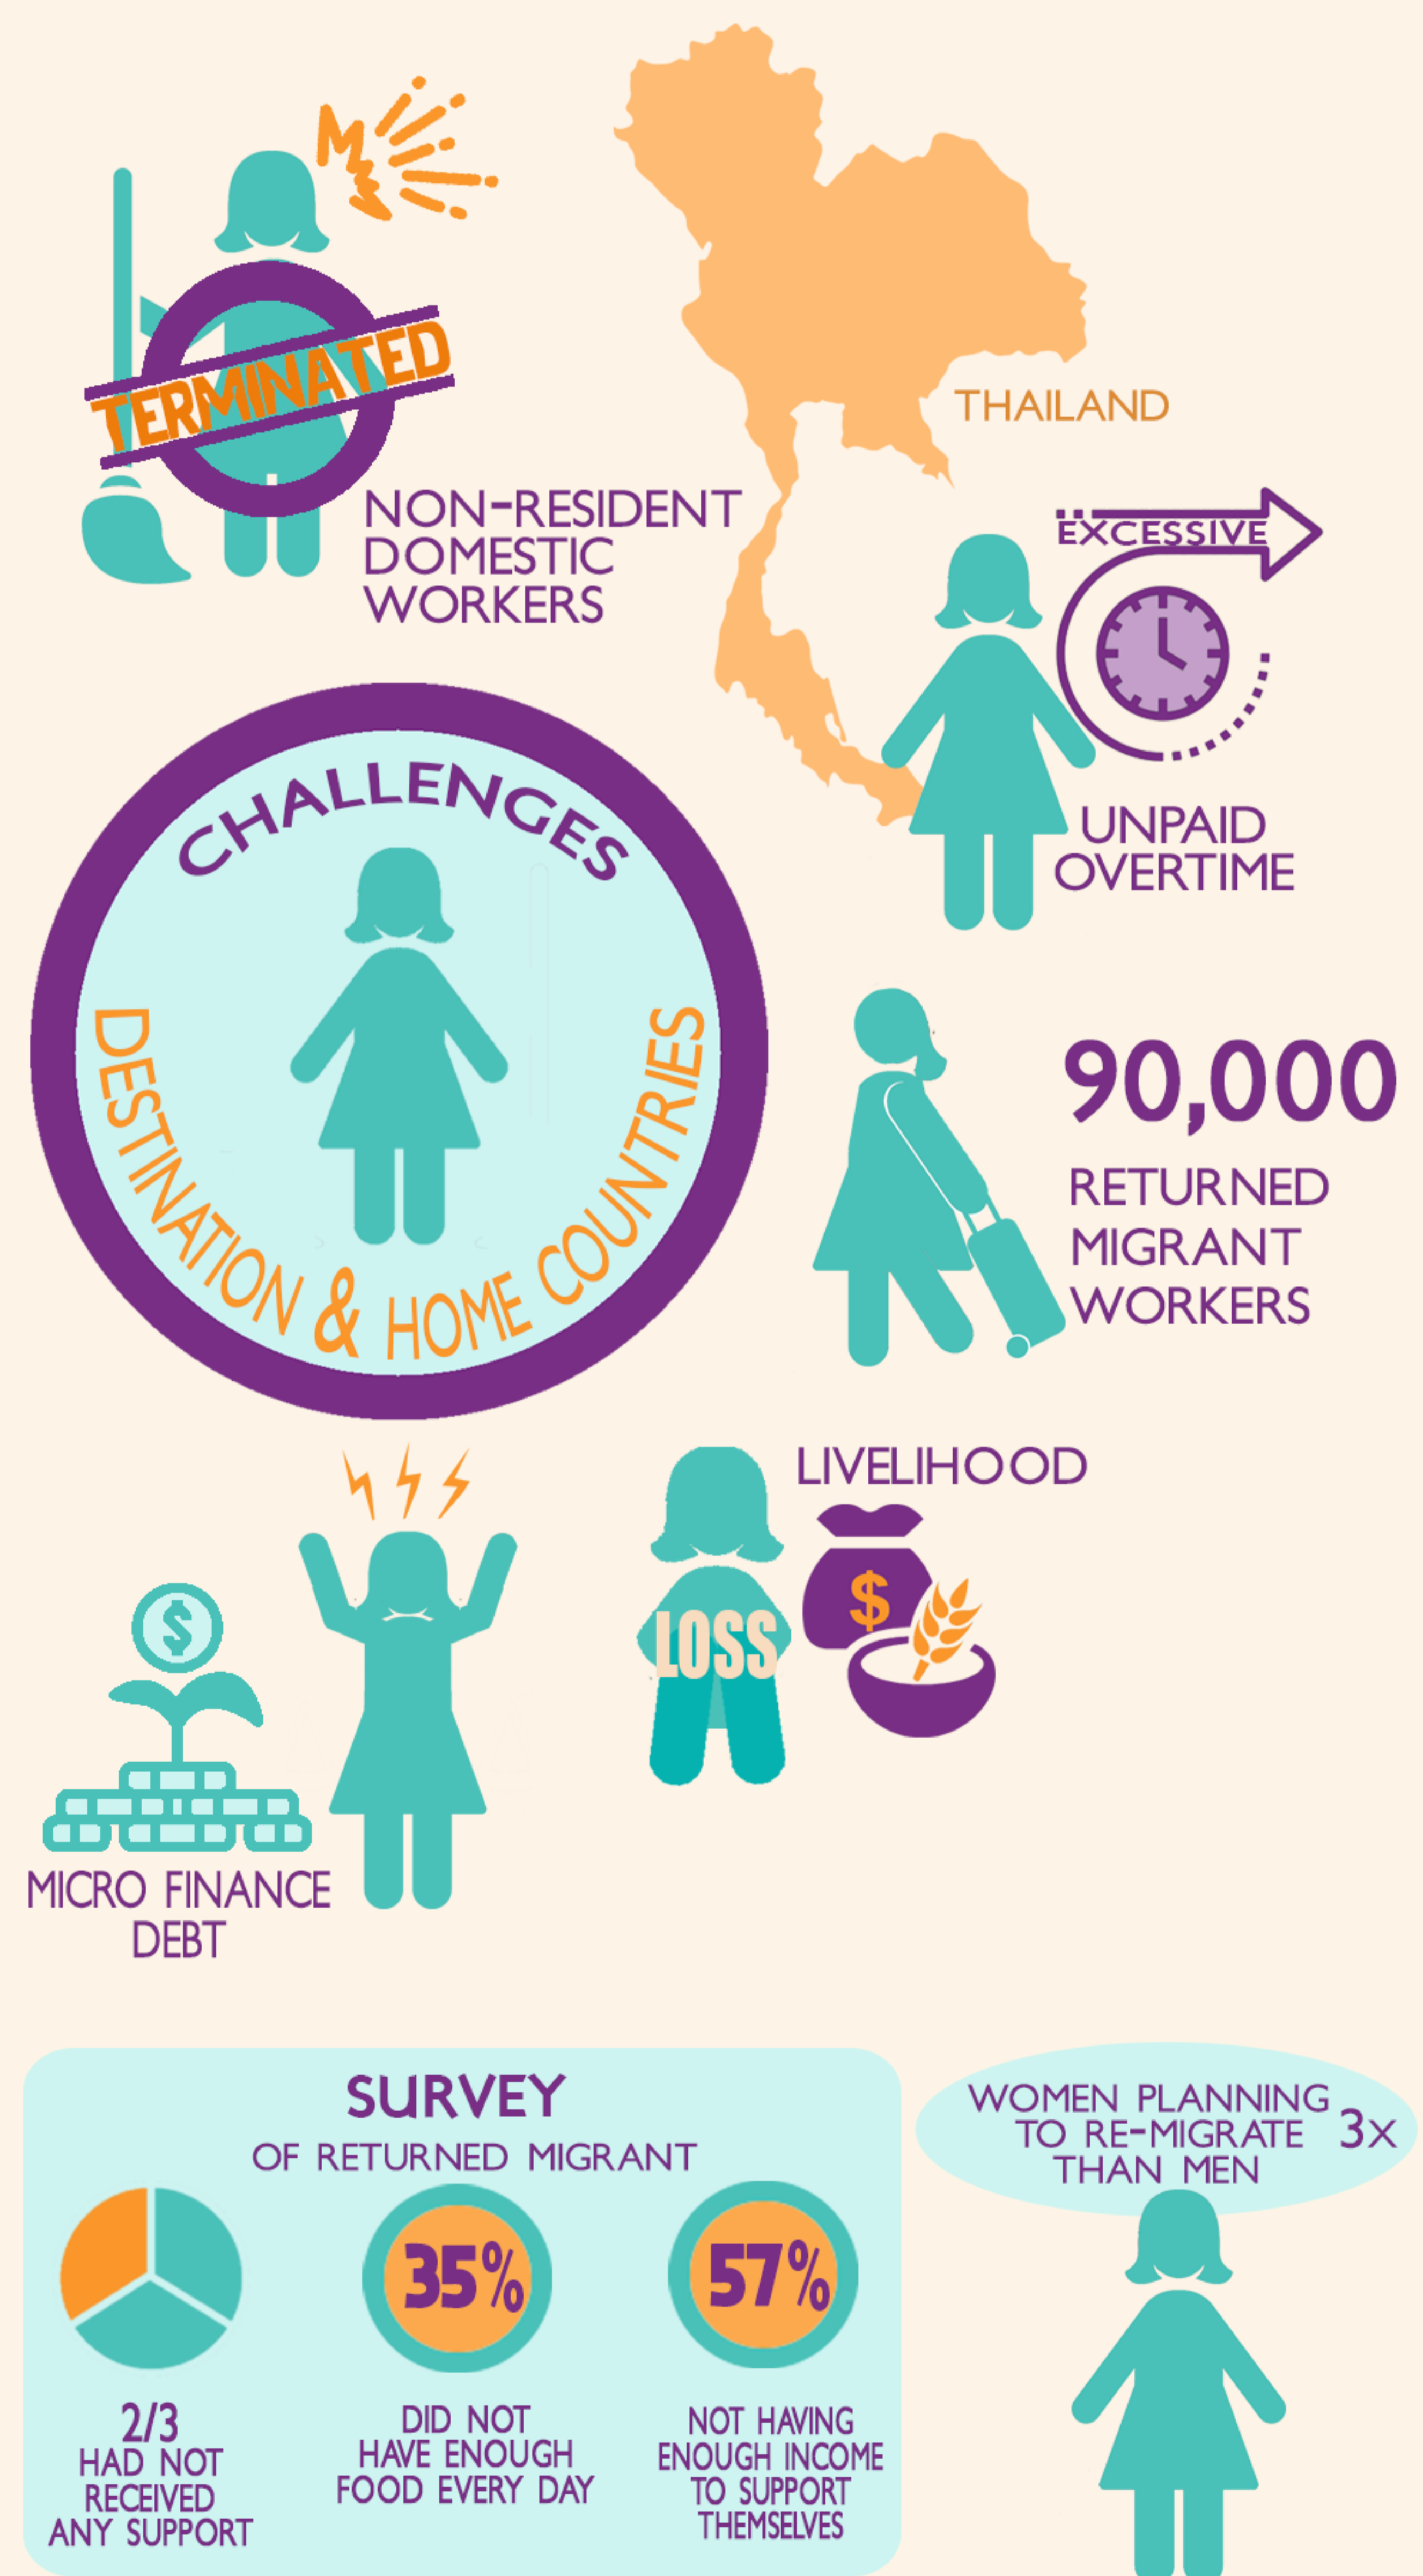 TERMINATED
NON-RESIDENT
DOMESTIC
WORKERS
THAILAND
EXCESSIVE
UNPAID
OVERTIME
CHALLENGES
DESTINATION & HOME COUNTRIES
90,000
RETURNED
MIGRANT
WORKERS
LIVELIHOOD
$
LOSS
$
MICRO FINANCE
DEBT
SURVEY
OF RETURNED MIGRANT
2/3
HAD NOT
RECEIVED
ANY SUPPORT
35%
DID NOT
HAVE ENOUGH
FOOD EVERY DAY
57%
NOT HAVING
ENOUGH INCOME
TO SUPPORT
THEMSELVES
WOMEN PLANNING
TO RE-MIGRATE 3x
THAN MEN